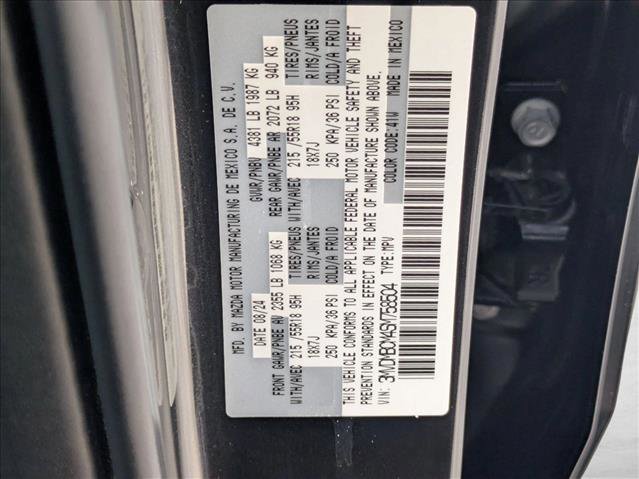 MFD. BY MAZDA MOTOR MANUFACTURING DE MEXICO S.A. DE C.V.
DATE 08/24 GVWR/PNBV 4381 LB 1987 KG
FRONT GAWR/PNBE AV 2355 LB 1068 KG REAR GAWR/PNBE AR 2072 LB 940 KG
WITH/AVEC 215 /55R18 95H TIRES/PNEUS WITH/AVEC 215 /55R18 95H TIRES/PNEUS
18X7J RIMS/JANTES 18X7J RIMS/JANTES
250 KPA/36 PSI COLD/A FROID 250 KPA/36 PSI COLD/A FROID
THIS VEHICLE CONFORMS TO ALL APPLICABLE FEDERAL MOTOR VEHICLE SAFETY AND THEFT
PREVENTION STANDARDS IN EFFECT ON THE DATE OF MANUFACTURE SHOWN ABOVE.
VIN: TYPE: MPV COLOR CODE: 41W MADE IN MEXICO